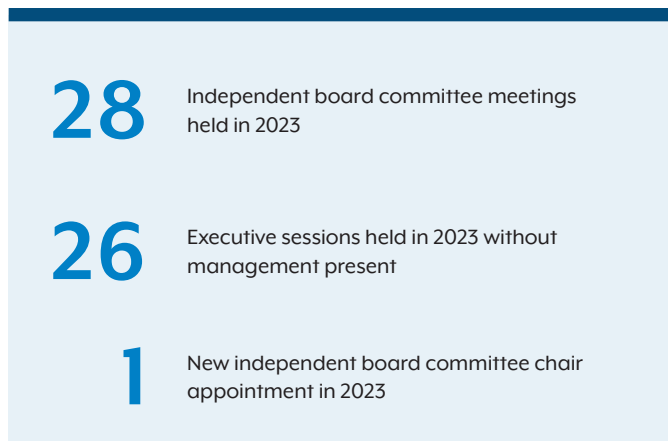 28
Independent board committee meetings
held in 2023
26
Executive sessions held in 2023 without
management present
1
New independent board committee chair
appointment in 2023